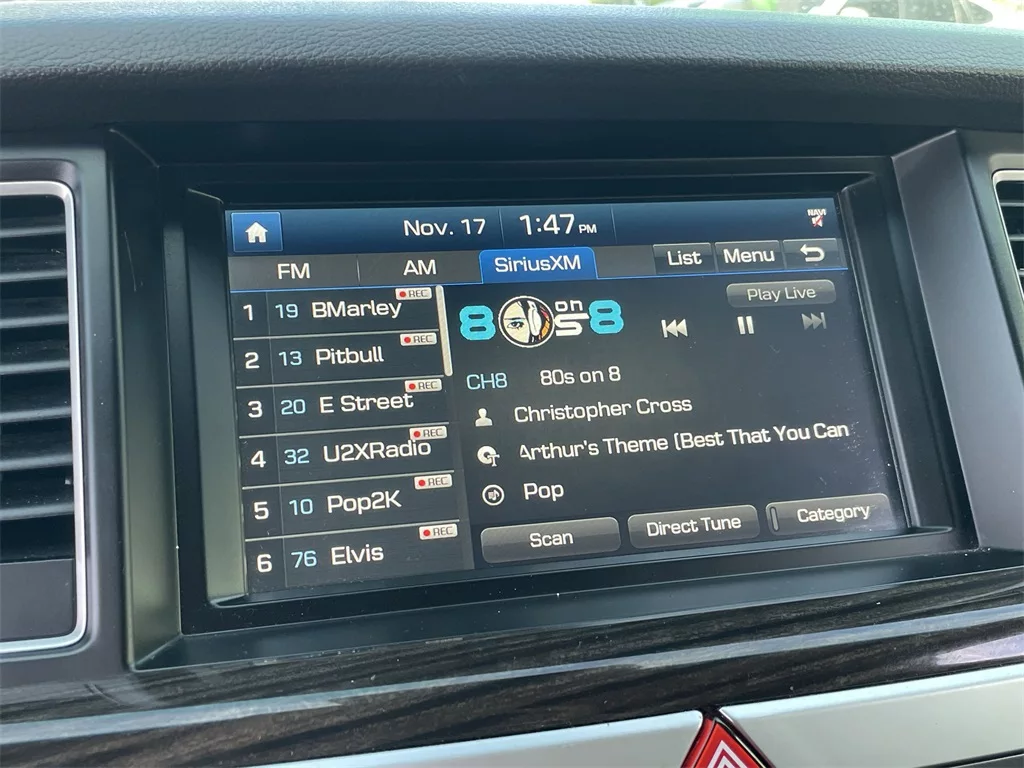 Nov. 17 1:47 PM NAVI
FM AM SiriusXM List Menu
1 19 BMarley REC
2 13 Pitbull REC
3 20 E Street REC
4 32 U2XRadio REC
5 10 Pop2K REC
6 76 Elvis REC
8 on 8
Play Live
CH8 80s on 8
Christopher Cross
Arthur's Theme (Best That You Can
Pop
Scan Direct Tune Category